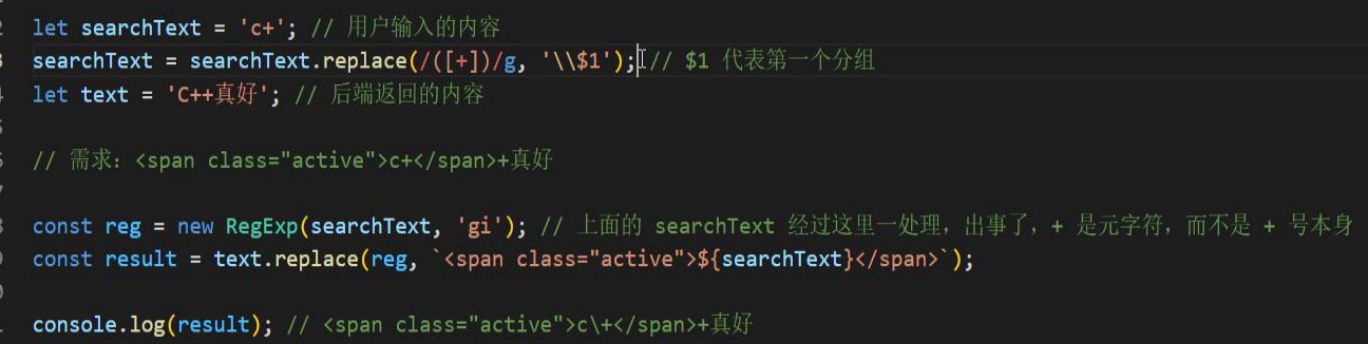 let searchText = 'c+'; // 用户输入的内容
searchText = searchText.replace(/([+])/g, '\\$1'); // $1 代表第一个分组
let text = 'C++真好'; // 后端返回的内容
// 需求: <span class="active">c+</span>+真好
const reg = new RegExp(searchText, 'gi'); // 上面的 searchText 经过这里一处理，出事了，+ 是元字符，而不是 + 号本身
const result = text.replace(reg, `<span class="active">${searchText}</span>`);
console.log(result); // <span class="active">c\+</span>+真好